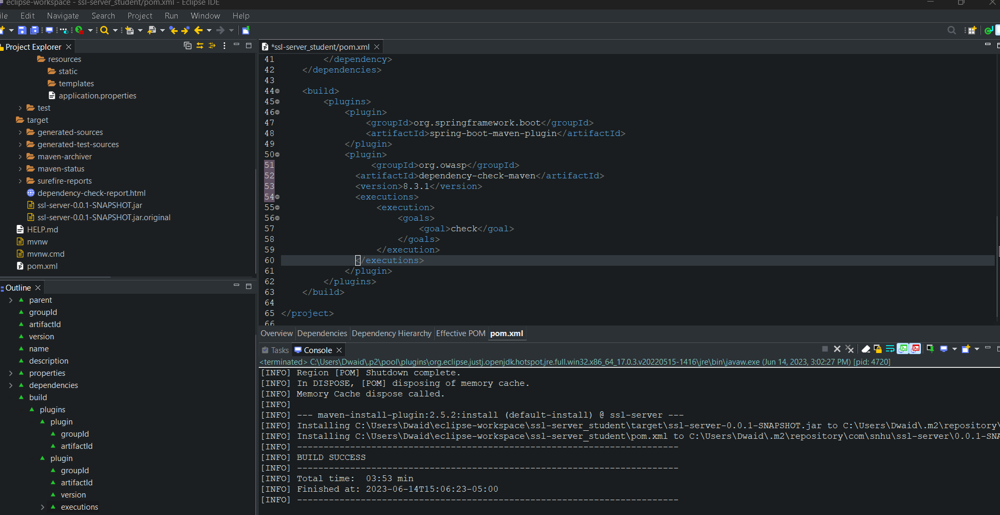 eclipse-workspace - ssl-server_student/pom.xml - Eclipse IDE
Edit Navigate Search Project Run Window Help
Project Explorer
resources
static
templates
application.properties
test
target
generated-sources
generated-test-sources
maven-archiver
maven-status
surefire-reports
dependency-check-report.html
ssl-server-0.0.1-SNAPSHOT.jar
ssl-server-0.0.1-SNAPSHOT.jar.original
HELP.md
mvnw
mvnw.cmd
pom.xml
Outline
parent
groupId
artifactId
version
name
description
properties
dependencies
build
plugins
plugin
groupId
artifactId
plugin
groupId
artifactId
version
executions
*ssl-server_student/pom.xml
41 </dependency>
42 </dependencies>
43
44 <build>
45 <plugins>
46 <plugin>
47 <groupId>org.springframework.boot</groupId>
48 <artifactId>spring-boot-maven-plugin</artifactId>
49 </plugin>
50 <plugin>
51 <groupId>org.owasp</groupId>
52 <artifactId>dependency-check-maven</artifactId>
53 <version>8.3.1</version>
54 <executions>
55 <execution>
56 <goals>
57 <goal>check</goal>
58 </goals>
59 </execution>
60 </executions>
61 </plugin>
62 </plugins>
63 </build>
64
65 </project>
66
Overview Dependencies Dependency Hierarchy Effective POM pom.xml
Tasks Console
<terminated> C:\Users\Dwaid\.p2\pool\plugins\org.eclipse.justj.openjdk.hotspot.jre.full.win32.x86_64_17.0.3.v20220515-1416\jre\bin\javaw.exe (Jun 14, 2023, 3:02:27 PM) [pid: 4720]
[INFO] Region [POM] Shutdown complete.
[INFO] In DISPOSE, [POM] disposing of memory cache.
[INFO] Memory Cache dispose called.
[INFO]
[INFO] --- maven-install-plugin:2.5.2:install (default-install) @ ssl-server ---
[INFO] Installing C:\Users\Dwaid\eclipse-workspace\ssl-server_student\target\ssl-server-0.0.1-SNAPSHOT.jar to C:\Users\Dwaid\.m2\repository\
[INFO] Installing C:\Users\Dwaid\eclipse-workspace\ssl-server_student\pom.xml to C:\Users\Dwaid\.m2\repository\com\snhu\ssl-server\0.0.1-SNA
[INFO] ------------------------------------------------------------------------
[INFO] BUILD SUCCESS
[INFO] ------------------------------------------------------------------------
[INFO] Total time:  03:53 min
[INFO] Finished at: 2023-06-14T15:06:23-05:00
[INFO] ------------------------------------------------------------------------